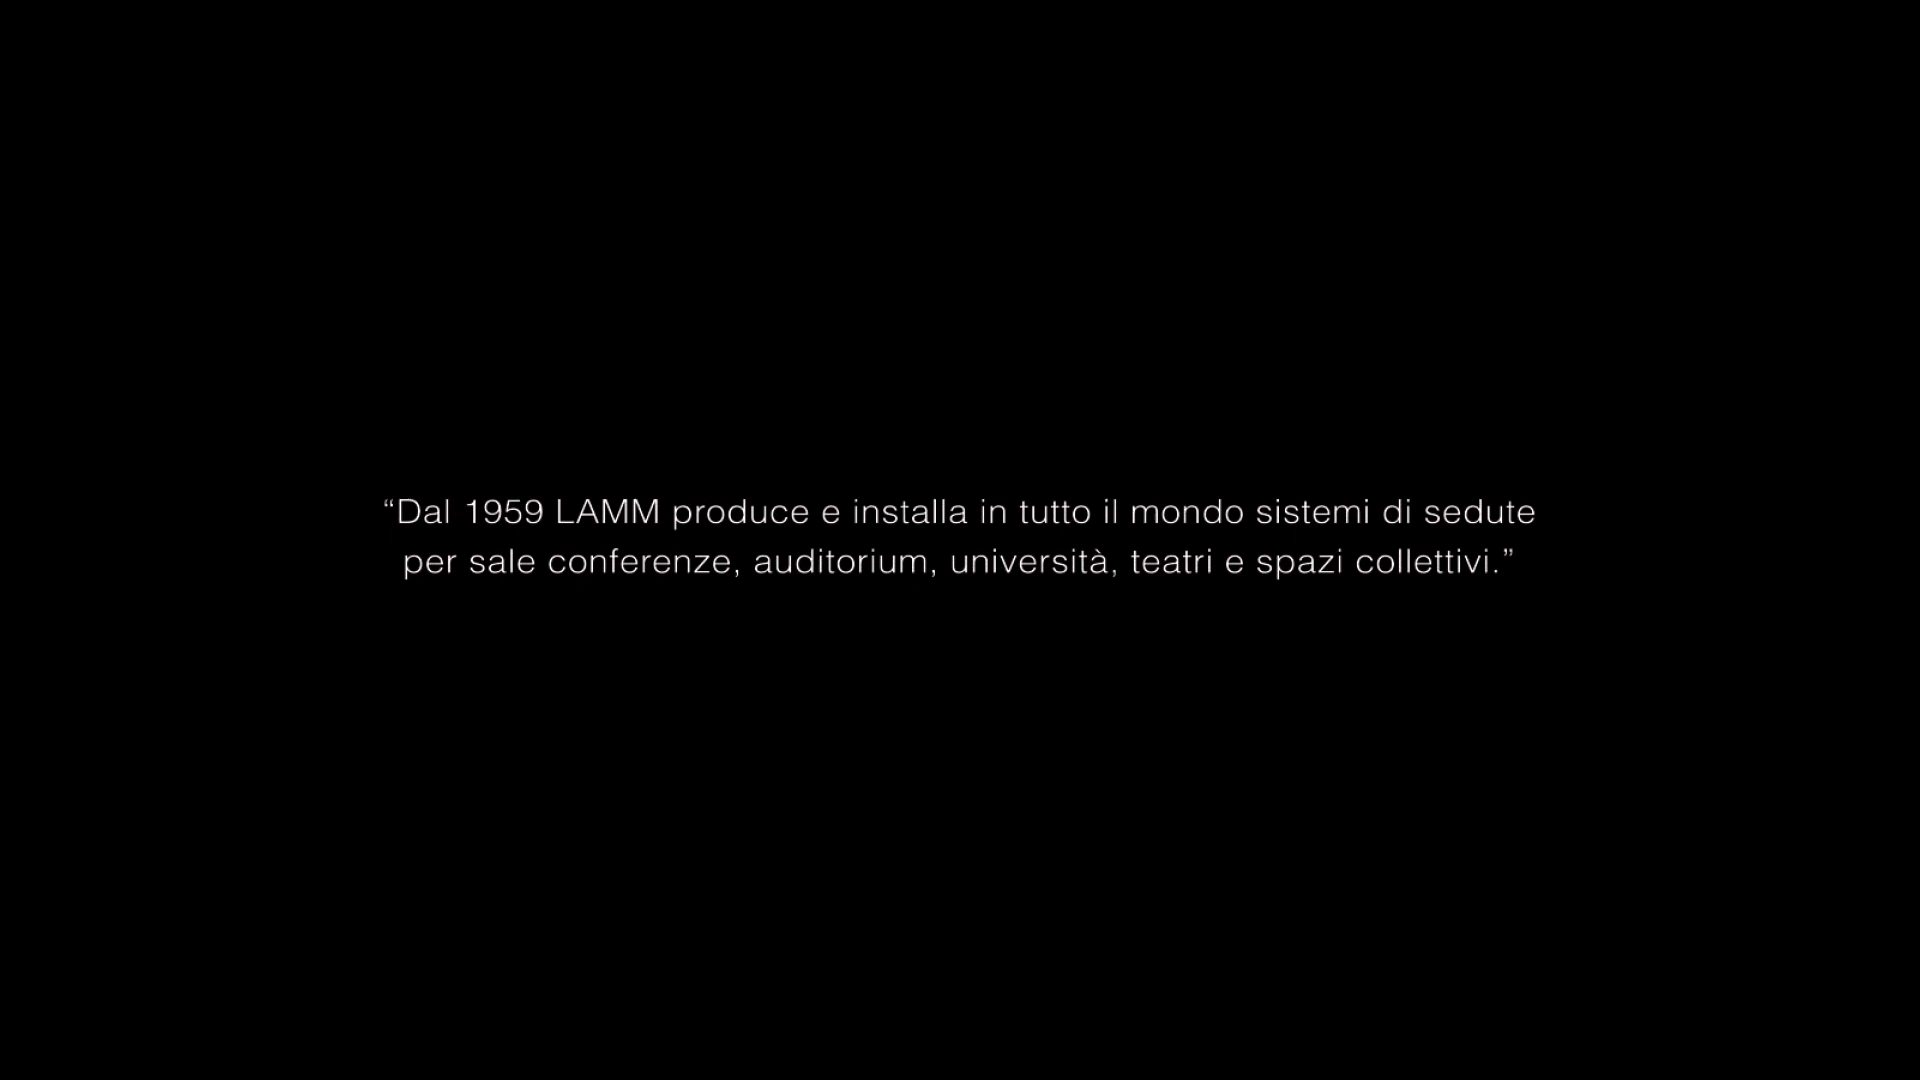 “Dal 1959 LAMM produce e installa in tutto il mondo sistemi di sedute
per sale conferenze, auditorium, università, teatri e spazi collettivi.”